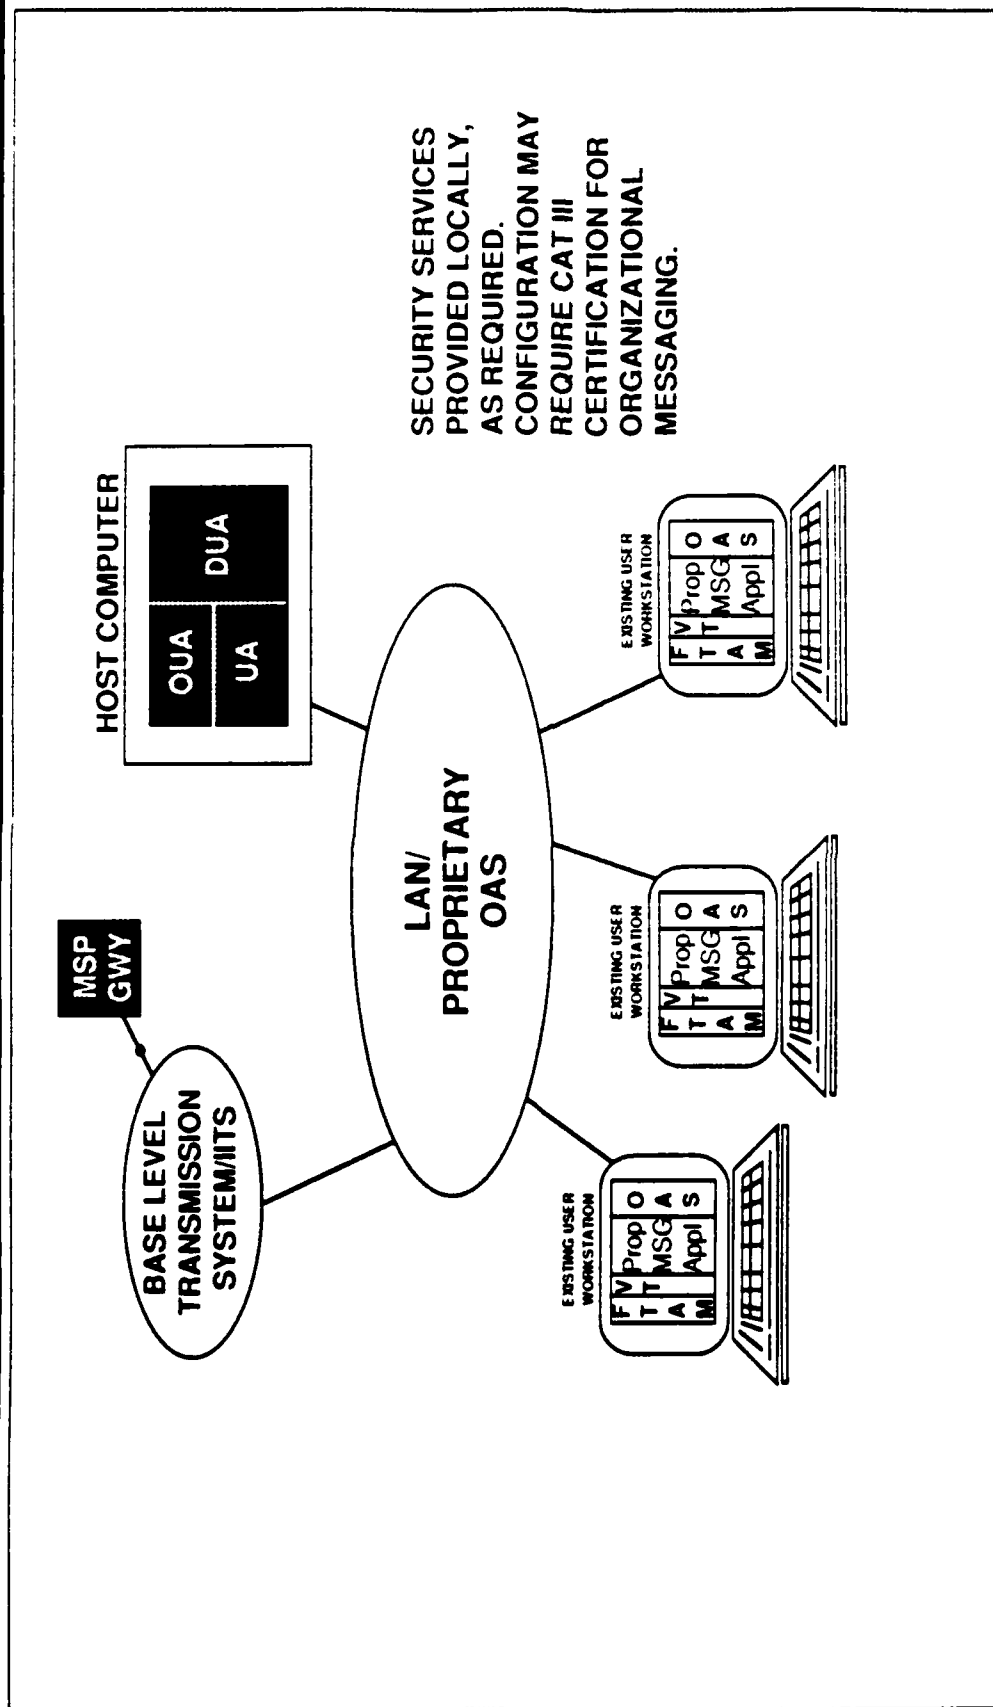 MSP
GWY
BASE LEVEL
TRANSMISSION
SYSTEM/IITS
HOST COMPUTER
OUA
UA
DUA
LAN/
PROPRIETARY
OAS
SECURITY SERVICES
PROVIDED LOCALLY,
AS REQUIRED.
CONFIGURATION MAY
REQUIRE CAT III
CERTIFICATION FOR
ORGANIZATIONAL
MESSAGING.
EXISTING USER
WORKSTATION
F V Prop O
T T MSG A
A Appl S
M
EXISTING USER
WORKSTATION
F V Prop O
T T MSG A
A Appl S
M
EXISTING USER
WORKSTATION
F V Prop O
T T MSG A
A Appl S
M